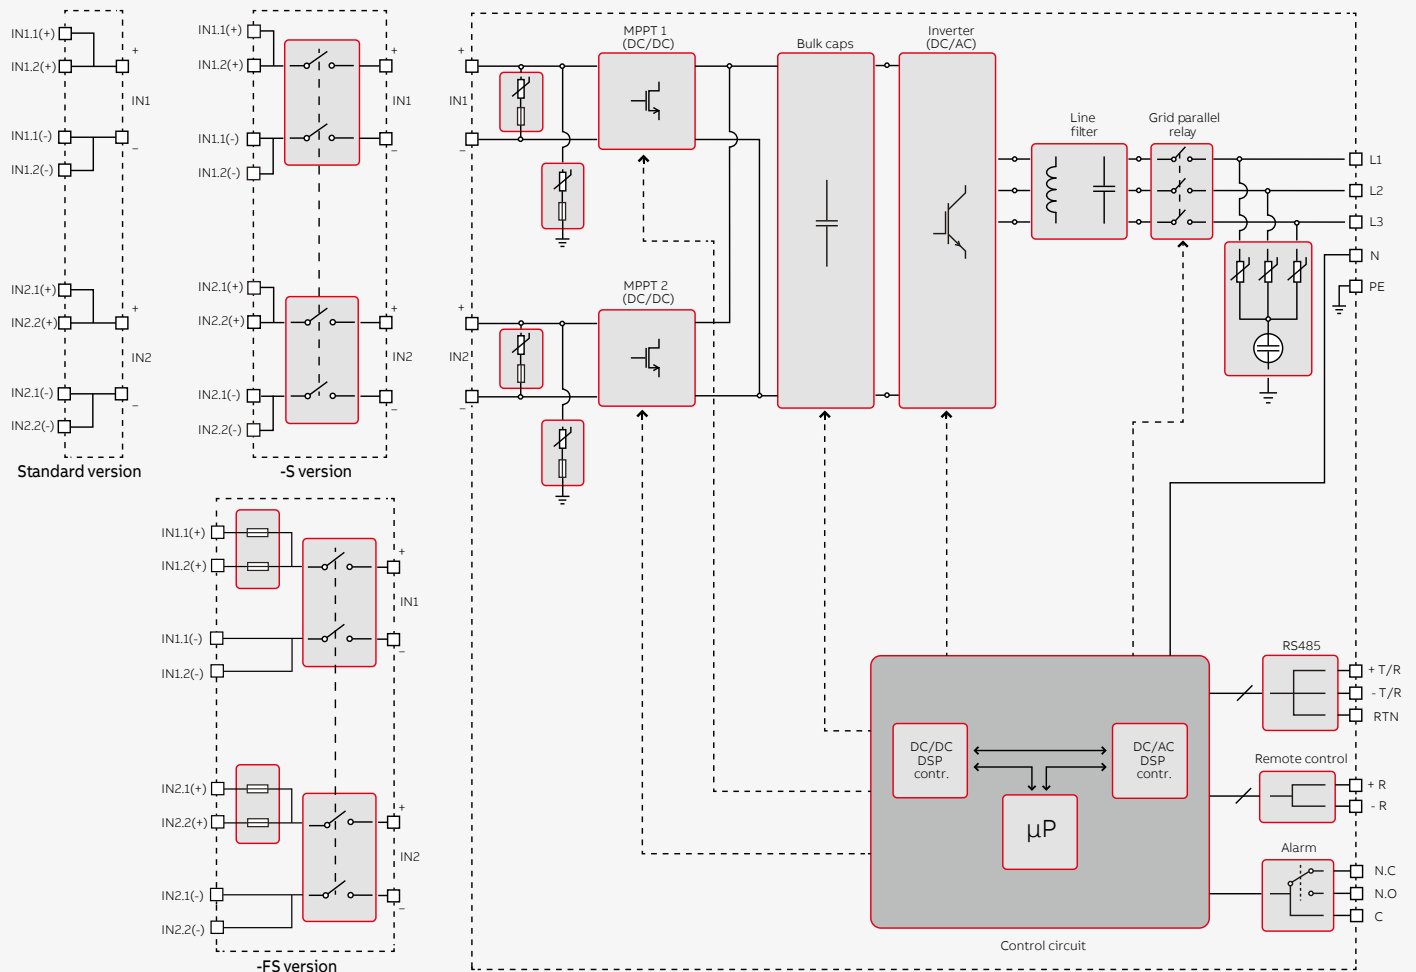 IN1.1(+)
IN1.2(+)
+
IN1
IN1.1(-)
IN1.2(-)
–
IN2.1(+)
IN2.2(+)
+
IN2
IN2.1(-)
IN2.2(-)
–
Standard version
IN1.1(+)
IN1.2(+)
+
IN1
IN1.1(-)
IN1.2(-)
–
IN2.1(+)
IN2.2(+)
+
IN2
IN2.1(-)
IN2.2(-)
–
-S version
IN1.1(+)
IN1.2(+)
+
IN1
IN1.1(-)
IN1.2(-)
–
IN2.1(+)
IN2.2(+)
+
IN2
IN2.1(-)
IN2.2(-)
–
-FS version
+
IN1
–
+
IN2
–
MPPT 1
(DC/DC)
MPPT 2
(DC/DC)
Bulk caps
Inverter
(DC/AC)
Line
filter
Grid parallel
relay
L1
L2
L3
N
PE
DC/DC
DSP
contr.
DC/AC
DSP
contr.
µP
Control circuit
RS485
+ T/R
- T/R
RTN
Remote control
+ R
- R
Alarm
N.C
N.O
C